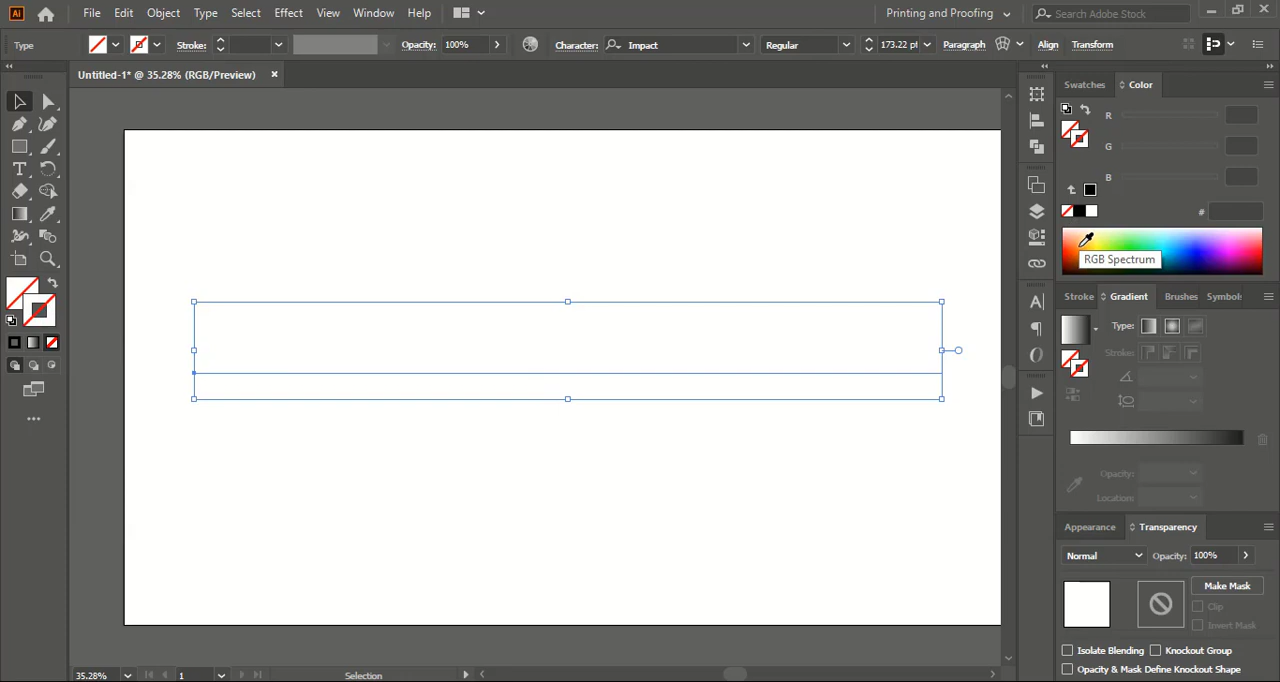 Ai File Edit Object Type Select Effect View Window Help Printing and Proofing Search Adobe Stock
Type Stroke: Opacity: 100% Character: Impact Regular 173.22 pt Paragraph Align Transform
Untitled-1* @ 35.28% (RGB/Preview)
Swatches Color
R
G
B
#
RGB Spectrum
Stroke Gradient Brushes Symbol
Type:
Stroke:
Opacity:
Location:
Appearance Transparency
Normal Opacity: 100%
Make Mask
Clip
Invert Mask
Isolate Blending Knockout Group
Opacity & Mask Define Knockout Shape
35.28% 1 Selection